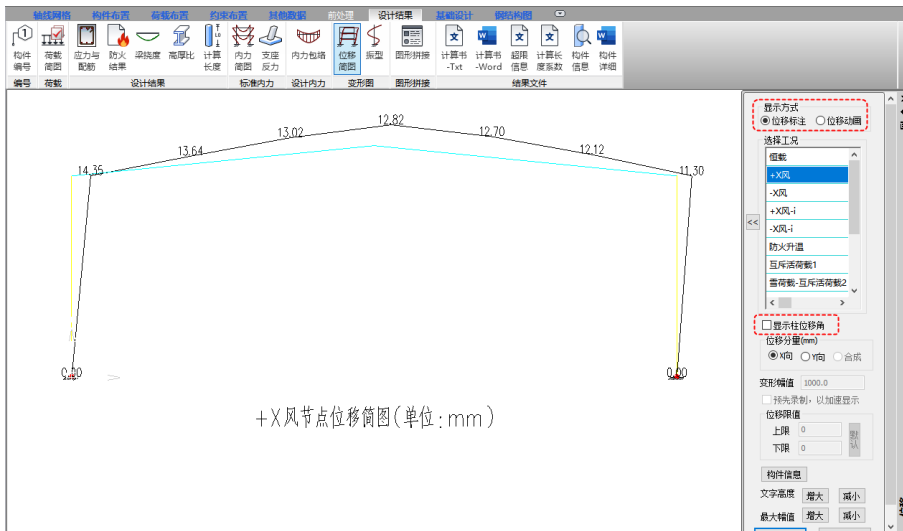 轴线网格 构件布置 荷载布置 约束布置 其他数据 前处理 设计结果 基础设计 钢结构图
构件编号 荷载简图 应力与配筋 防火结果 梁挠度 高厚比 计算长度 内力简图 支座反力 内力包络 位移简图 振型 图形拼接 计算书-Txt 计算书-Word 超限信息 计算长度系数 构件信息 构件详细
编号 荷载 设计结果 标准内力 设计内力 变形图 图形拼接 结果文件
12.82
13.02 12.70
13.64 12.12
14.35 11.30
0.00 0.00
+X风节点位移简图(单位:mm)
显示方式
位移标注 位移动画
选择工况
恒载
+X风
-X风
+X风-i
-X风-i
防火升温
互斥活荷载1
雪荷载-互斥活荷载2
<<
显示柱位移角
位移分量(mm)
X向 Y向 合成
变形幅值 1000.0
预先录制，以加速显示
位移限值
上限 0
下限 0
默认
构件信息
文字高度 增大 减小
最大幅值 增大 减小